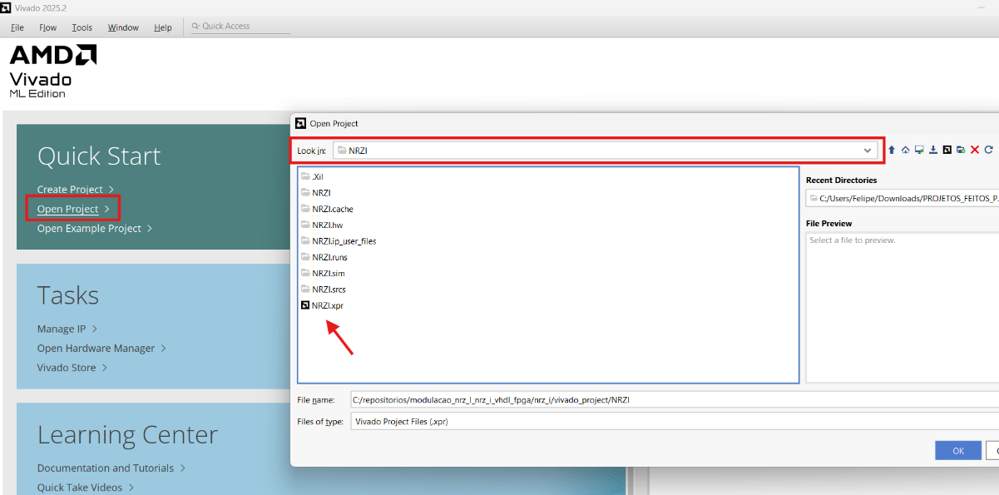 Vivado 2025.2
File Flow Tools Window Help Quick Access
AMD
Vivado
ML Edition
Quick Start
Create Project >
Open Project >
Open Example Project >
Tasks
Manage IP >
Open Hardware Manager >
Vivado Store >
Learning Center
Documentation and Tutorials >
Quick Take Videos >
Open Project
Look in: NRZI
.Xil
NRZI
NRZI.cache
NRZI.hw
NRZI.ip_user_files
NRZI.runs
NRZI.sim
NRZI.srcs
NRZI.xpr
Recent Directories
C:/Users/Felipe/Downloads/PROJETOS_FEITOS_P...
File Preview
Select a file to preview.
File name: C:/repositorios/modulacao_nrz_l_nrz_i_vhdl_fpga/nrz_i/vivado_project/NRZI
Files of type: Vivado Project Files (.xpr)
OK